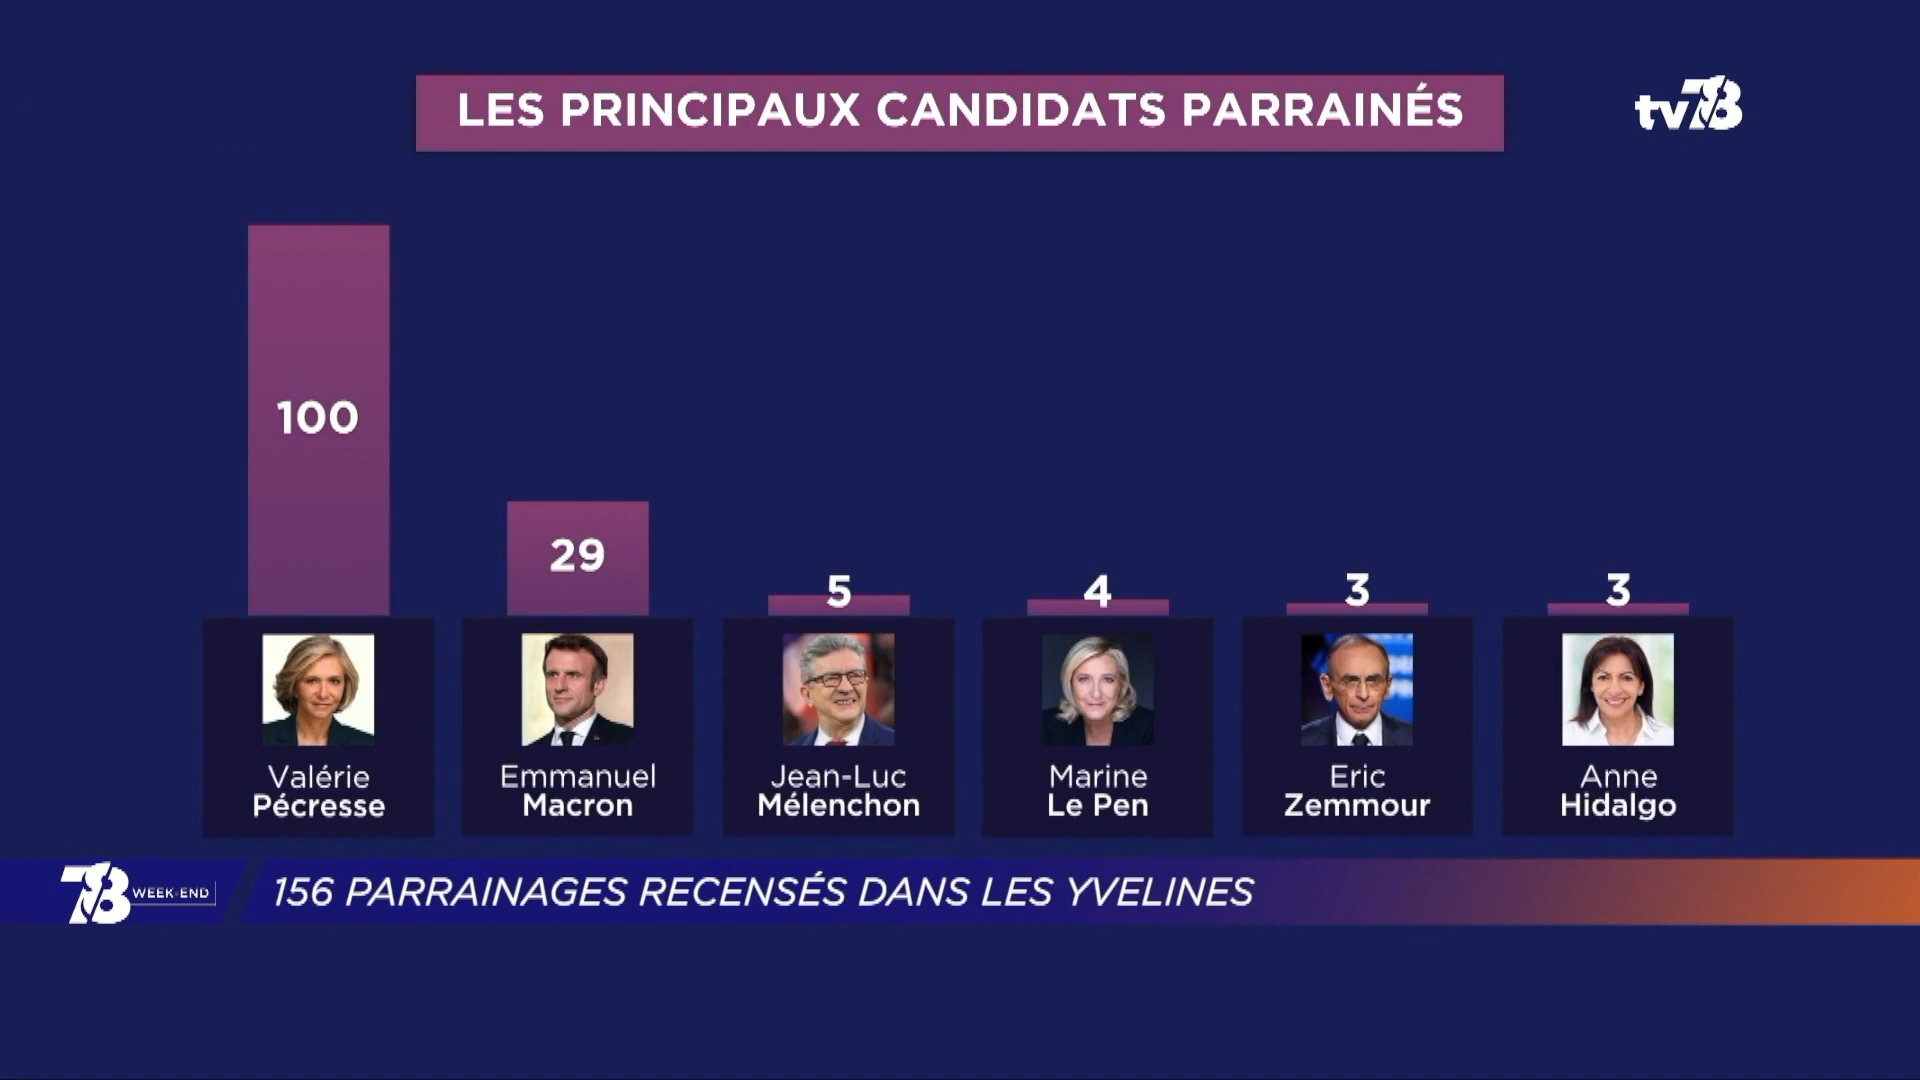 LES PRINCIPAUX CANDIDATS PARRAINÉS
tv78
100
29
5
4
3
3
Valérie
Pécresse
Emmanuel
Macron
Jean-Luc
Mélenchon
Marine
Le Pen
Eric
Zemmour
Anne
Hidalgo
78 WEEK-END
156 PARRAINAGES RECENSÉS DANS LES YVELINES